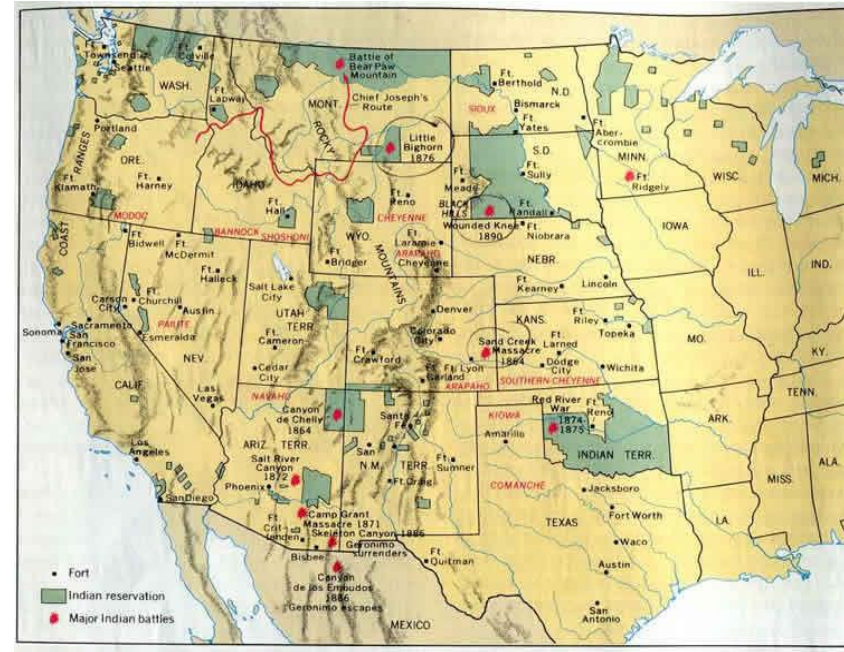 Ft.
Townsend
Seattle
Ft.
Colville
WASH.
Ft.
Lapwai
Portland
ORE.
RANGES
COAST
Ft.
Klamath
Ft.
Harney
MODOC
IDAHO
Ft.
Hall
BANNOCK
SHOSHONI
MONT.
ROCKY
MOUNTAINS
Battle of
Bear Paw
Mountain
Chief Joseph's
Route
Little
Bighorn
1876
Ft.
Berthold
N.D.
SIOUX
Bismarck
Ft.
Yates
Ft.
Aber-
crombie
MINN.
Ft.
Ridgely
WISC.
MICH.
S.D.
Ft.
Sully
Ft.
Meade
BLACK
HILLS
Ft.
Randall
Wounded Knee
1890
Ft.
Niobrara
Ft.
Reno
CHEYENNE
WYO.
Ft.
Laramie
ARAPAHO
Cheyenne
Ft.
Bridger
NEBR.
Ft.
Kearney
Lincoln
IOWA
ILL.
IND.
Ft.
Bidwell
Ft.
McDermit
Ft.
Halleck
Carson
City
Ft.
Churchill
Austin
PAIUTE
Esmeralda
NEV.
Sonoma
Sacramento
San
Francisco
San
Jose
CALIF.
Las
Vegas
Los
Angeles
San Diego
Salt Lake
City
UTAH
TERR.
Ft.
Cameron
Cedar
City
Denver
Colorado
City
Ft.
Crawford
Ft.
Garland
Ft. Lyon
ARAPAHO
Sand Creek
Massacre
1864
KANS.
Ft.
Riley
Topeka
Ft.
Larned
Dodge
City
Wichita
SOUTHERN CHEYENNE
MO.
KY.
TENN.
ARK.
MISS.
ALA.
LA.
NAVAHO
Canyon
de Chelly
1864
ARIZ. TERR.
Salt River
Canyon
1872
Phoenix
Camp Grant
Massacre 1871
Ft.
Crit-
tenden
Skeleton Canyon 1886
Geronimo
surrenders
Bisbee
Canyan
de los Embudos
1886
Geronimo escapes
Santa
Fe
San
N.M.
TERR.
Ft.
Sumner
Ft. Craig
KIOWA
Amarillo
Red River
War
1874-
1875
Ft.
Reno
INDIAN TERR.
COMANCHE
Jacksboro
Fort Worth
TEXAS
Waco
Austin
San
Antonio
Ft.
Quitman
MEXICO
Fort
Indian reservation
Major Indian battles